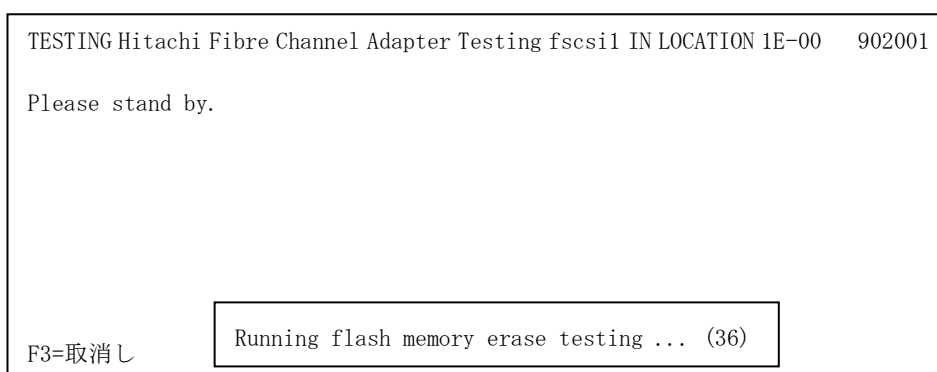 TESTING Hitachi Fibre Channel Adapter Testing fscsi1 IN LOCATION 1E-00 902001
Please stand by.
Running flash memory erase testing ... (36)
F3=取消し